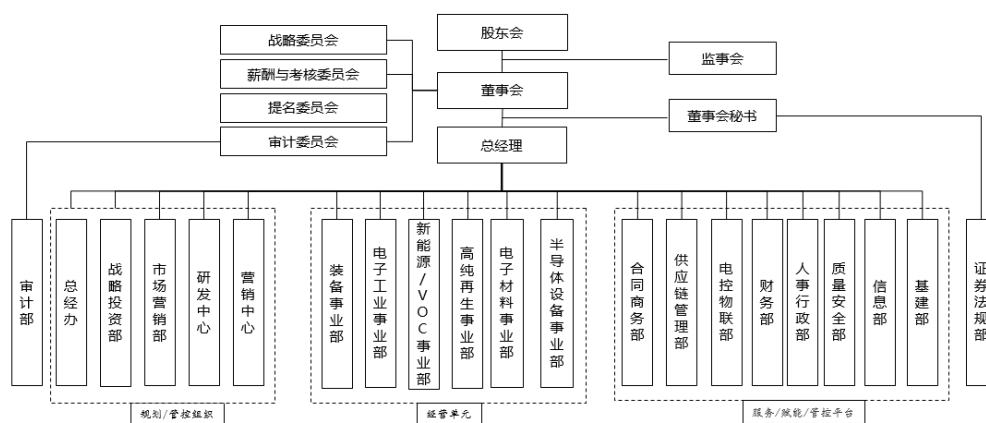 股东会
战略委员会
监事会
薪酬与考核委员会
董事会
提名委员会
董事会秘书
审计委员会
总经理
审计部
总经办
战略投资部
市场营销部
研发中心
营销中心
装备事业部
电子工业事业部
新能源/VOC事业部
高纯再生事业部
电子材料事业部
半导体设备事业部
合同商务部
供应链管理部
电控物联部
财务部
人事行政部
质量安全部
信息部
基建部
证券法规部
规划/管控组织
经营单元
服务/赋能/管控平台